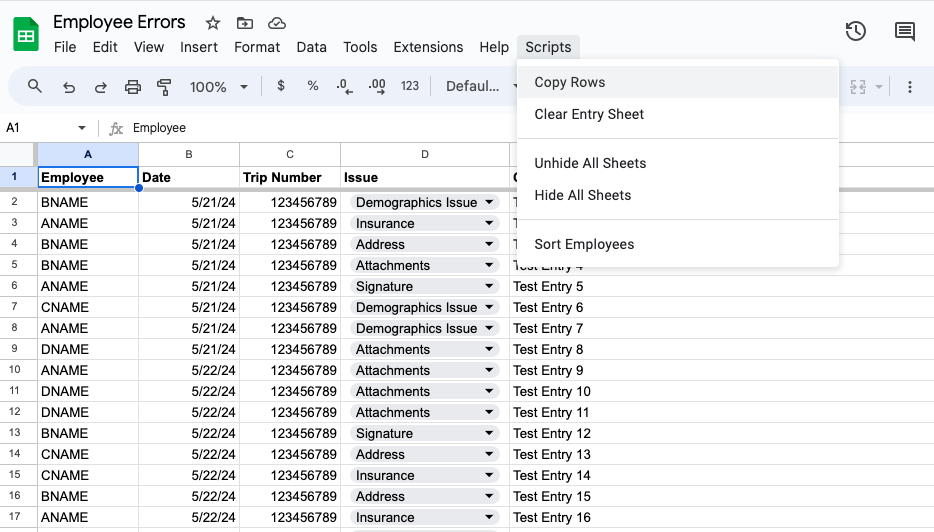 Employee Errors
File Edit View Insert Format Data Tools Extensions Help Scripts
100% $ % .0 .00 123 Defaul...
Copy Rows
Clear Entry Sheet
Unhide All Sheets
Hide All Sheets
Sort Employees
A1 fx Employee
A B C D
1 Employee Date Trip Number Issue
2 BNAME 5/21/24 123456789 Demographics Issue
3 ANAME 5/21/24 123456789 Insurance
4 BNAME 5/21/24 123456789 Address
5 BNAME 5/21/24 123456789 Attachments Test Entry 4
6 ANAME 5/21/24 123456789 Signature Test Entry 5
7 CNAME 5/21/24 123456789 Demographics Issue Test Entry 6
8 ANAME 5/21/24 123456789 Demographics Issue Test Entry 7
9 DNAME 5/21/24 123456789 Attachments Test Entry 8
10 ANAME 5/22/24 123456789 Attachments Test Entry 9
11 DNAME 5/22/24 123456789 Attachments Test Entry 10
12 DNAME 5/22/24 123456789 Attachments Test Entry 11
13 BNAME 5/22/24 123456789 Signature Test Entry 12
14 CNAME 5/22/24 123456789 Address Test Entry 13
15 CNAME 5/22/24 123456789 Insurance Test Entry 14
16 BNAME 5/22/24 123456789 Address Test Entry 15
17 ANAME 5/22/24 123456789 Insurance Test Entry 16